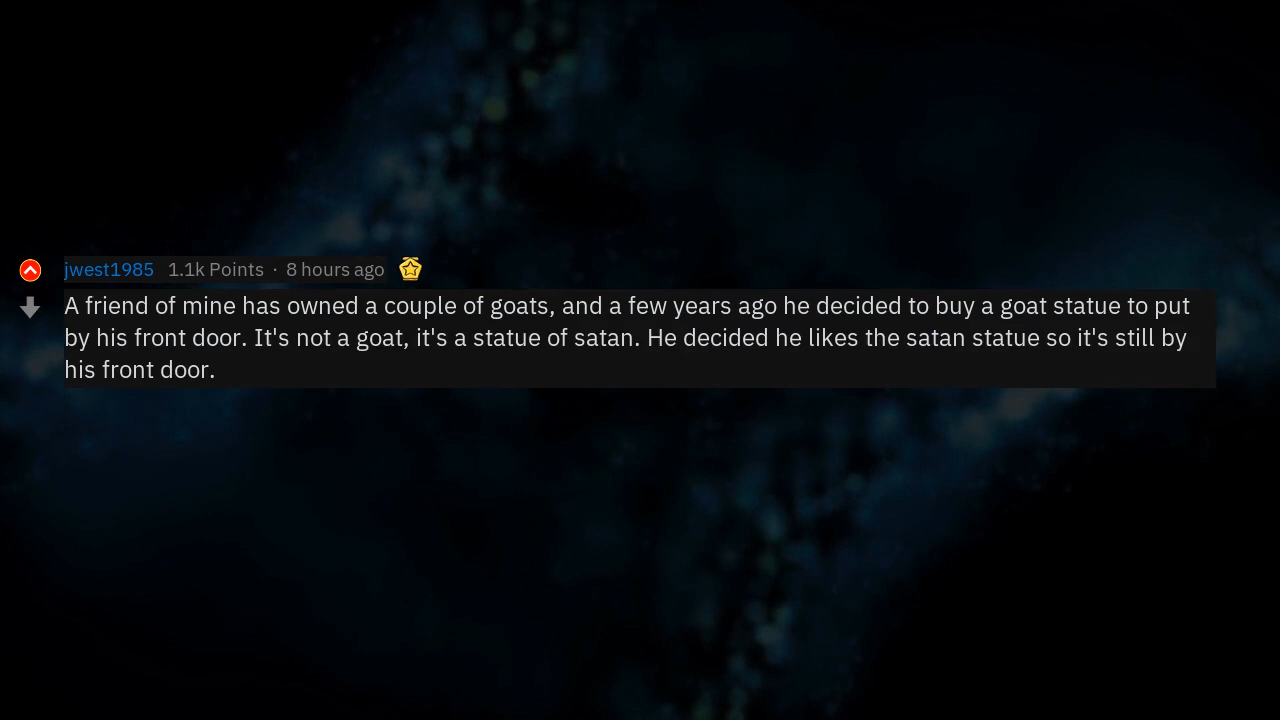 jwest1985 1.1k Points · 8 hours ago
A friend of mine has owned a couple of goats, and a few years ago he decided to buy a goat statue to put
by his front door. It's not a goat, it's a statue of satan. He decided he likes the satan statue so it's still by
his front door.